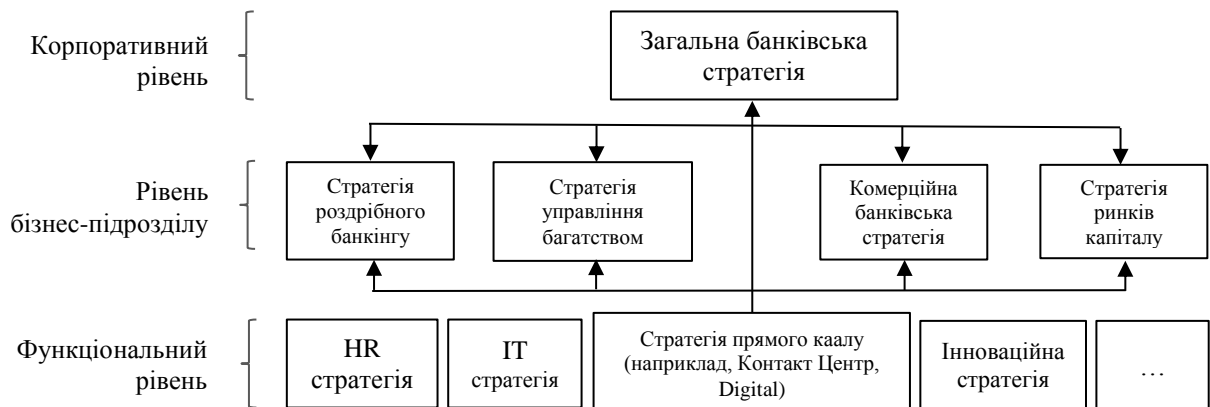 Корпоративний
рівень
Загальна банківська
стратегія
Рівень
бізнес-підрозділу
Стратегія
роздрібного
банкінгу
Стратегія
управління
багатством
Комерційна
банківська
стратегія
Стратегія
ринків
капіталу
Функціональний
рівень
HR
стратегія
IT
стратегія
Стратегія прямого каалу
(наприклад, Контакт Центр,
Digital)
Інноваційна
стратегія
…